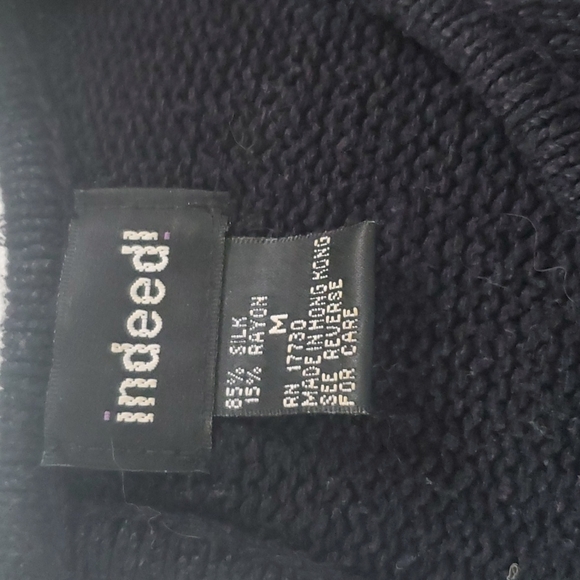 indeed!
85% SILK
15% RAYON
M
RN 17730
MADE IN HONG KONG
SEE REVERSE
FOR CARE